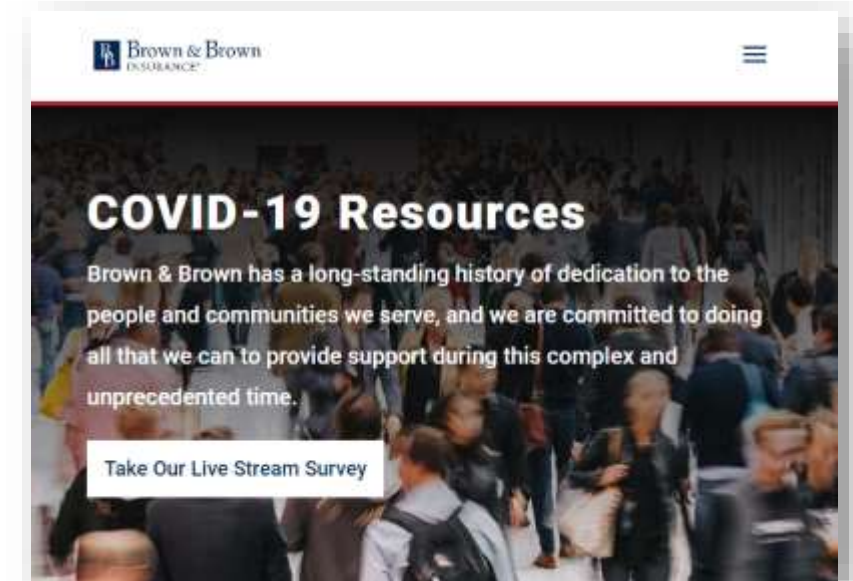 Brown & Brown
INSURANCE®
COVID-19 Resources
Brown & Brown has a long-standing history of dedication to the
people and communities we serve, and we are committed to doing
all that we can to provide support during this complex and
unprecedented time.
Take Our Live Stream Survey